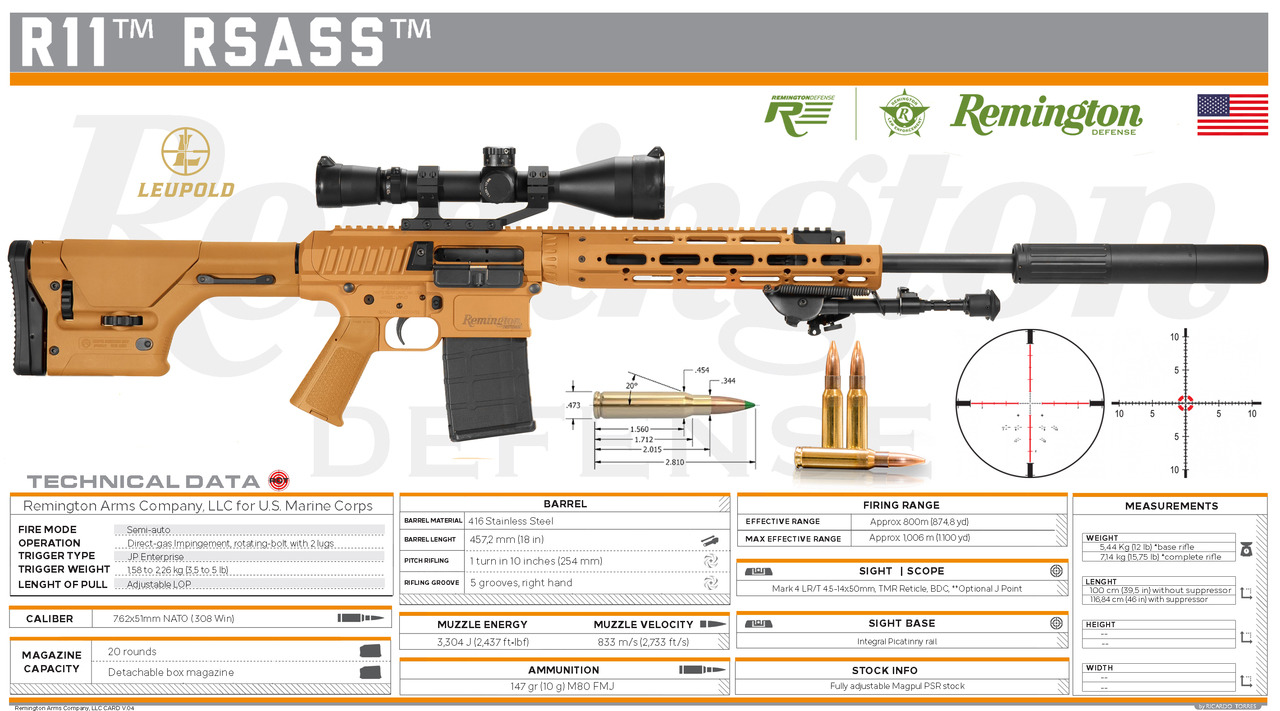 R11™ RSASS™
REMINGTONDEFENSE
R
REMINGTON
R
LAW ENFORCEMENT
Remington
DEFENSE
L
LEUPOLD
Remington
DEFENSE
Remington
.454
.344
20°
.473
1.560
1.712
2.015
2.810
10
5
10
5
5
10
5
10
TECHNICAL DATA
HOT
Remington Arms Company, LLC for U.S. Marine Corps
FIRE MODE Semi-auto
OPERATION Direct-gas Impingement, rotating-bolt with 2 lugs
TRIGGER TYPE JP Enterprise
TRIGGER WEIGHT 1,58 to 2,26 kg (3,5 to 5 lb)
LENGHT OF PULL Adjustable LOP
CALIBER 7.62x51mm NATO (.308 Win)
MAGAZINE CAPACITY
20 rounds
Detachable box magazine
BARREL
BARREL MATERIAL 416 Stainless Steel
BARREL LENGHT 457,2 mm (18 in)
PITCH RIFLING 1 turn in 10 inches (254 mm)
RIFLING GROOVE 5 grooves, right hand
MUZZLE ENERGY MUZZLE VELOCITY
3,304 J (2,437 ft•lbf) 833 m/s (2,733 ft/s)
AMMUNITION
147 gr (10 g) M80 FMJ
FIRING RANGE
EFFECTIVE RANGE Approx 800m (874,8 yd)
MAX EFFECTIVE RANGE Approx 1,006 m (1.100 yd)
SIGHT | SCOPE
Mark 4 LR/T 4.5-14x50mm, TMR Reticle, BDC, **Optional J Point
SIGHT BASE
Integral Picatinny rail
STOCK INFO
Fully adjustable Magpul PSR stock
MEASUREMENTS
WEIGHT
5,44 Kg (12 lb) *base rifle
7,14 kg (15,75 lb) *complete rifle
LENGHT
100 cm (39,5 in) without suppressor
116,84 cm (46 in) with suppressor
HEIGHT
--
--
WIDTH
--
--
Remington Arms Company, LLC CARD V.04
by RICARDO TORRES